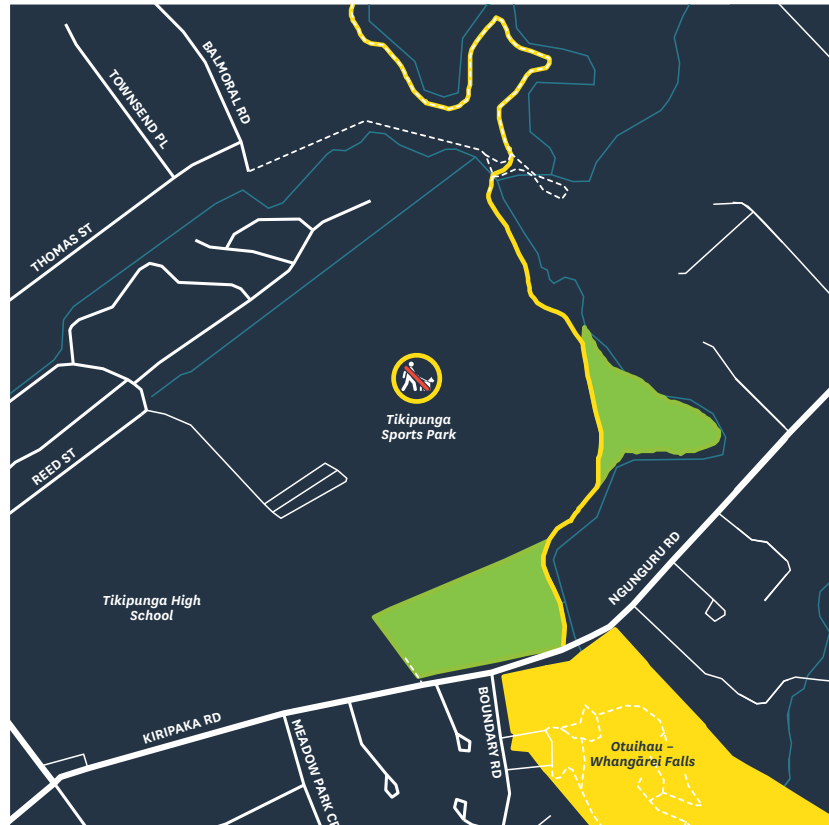 BALMORAL RD
TOWNSEND PL
THOMAS ST
Tikipunga
Sports Park
REED ST
NGUNGURU RD
Tikipunga High
School
KIRIPAKA RD
BOUNDARY RD
MEADOW PARK CR
Otuihau –
Whangārei Falls